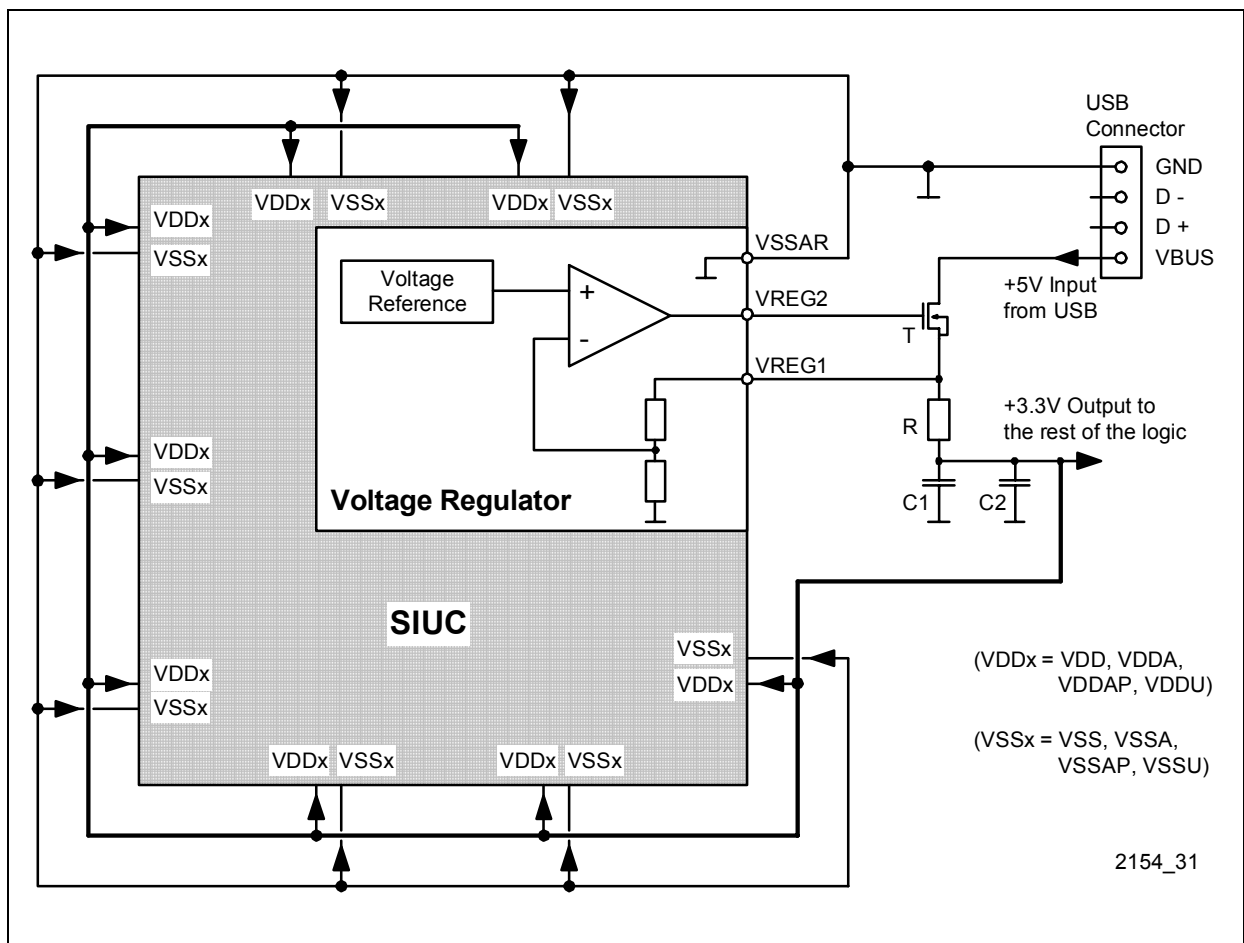 USB
Connector
GND
D -
D +
VBUS
VDDx VSSx VDDx VSSx
VDDx
VSSx
VSSAR
Voltage
Reference
+
-
VREG2
+5V Input
from USB
T
VREG1
R
+3.3V Output to
the rest of the logic
C1 C2
Voltage Regulator
VDDx
VSSx
SIUC
VSSx
VDDx
VDDx
VSSx
VDDx VSSx VDDx VSSx
(VDDx = VDD, VDDA,
VDDAP, VDDU)
(VSSx = VSS, VSSA,
VSSAP, VSSU)
2154_31